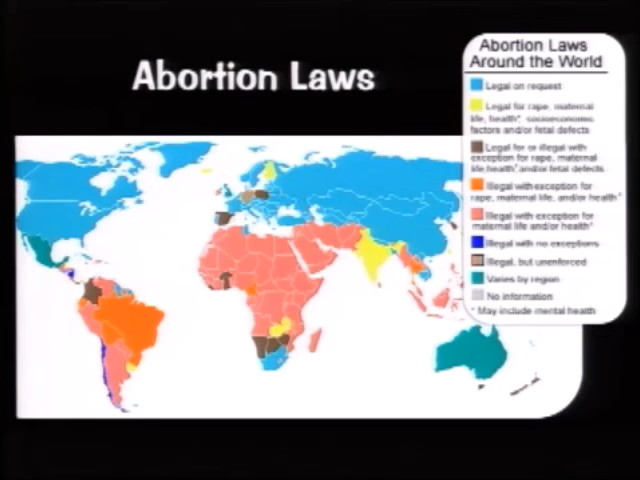 Abortion Laws
Abortion Laws
Around the World
Legal on request
Legal for rape, maternal
life, health*, socioeconomic
factors and/or fetal defects
Legal for or illegal with
exception for rape, maternal
life, health* and/or fetal defects
Illegal with exception for
rape, maternal life, and/or health*
Illegal with exception for
maternal life and/or health*
Illegal with no exceptions
Illegal, but unenforced
Varies by region
No information
* May include mental health